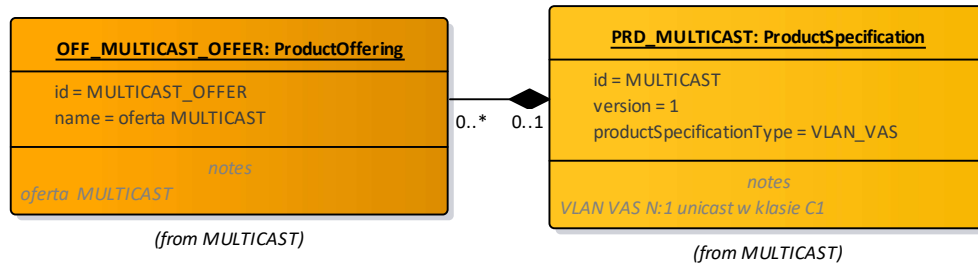 OFF_MULTICAST_OFFER: ProductOffering
id = MULTICAST_OFFER
name = oferta MULTICAST
notes
oferta MULTICAST
(from MULTICAST)
0..*
0..1
PRD_MULTICAST: ProductSpecification
id = MULTICAST
version = 1
productSpecificationType = VLAN_VAS
notes
VLAN VAS N:1 unicast w klasie C1
(from MULTICAST)